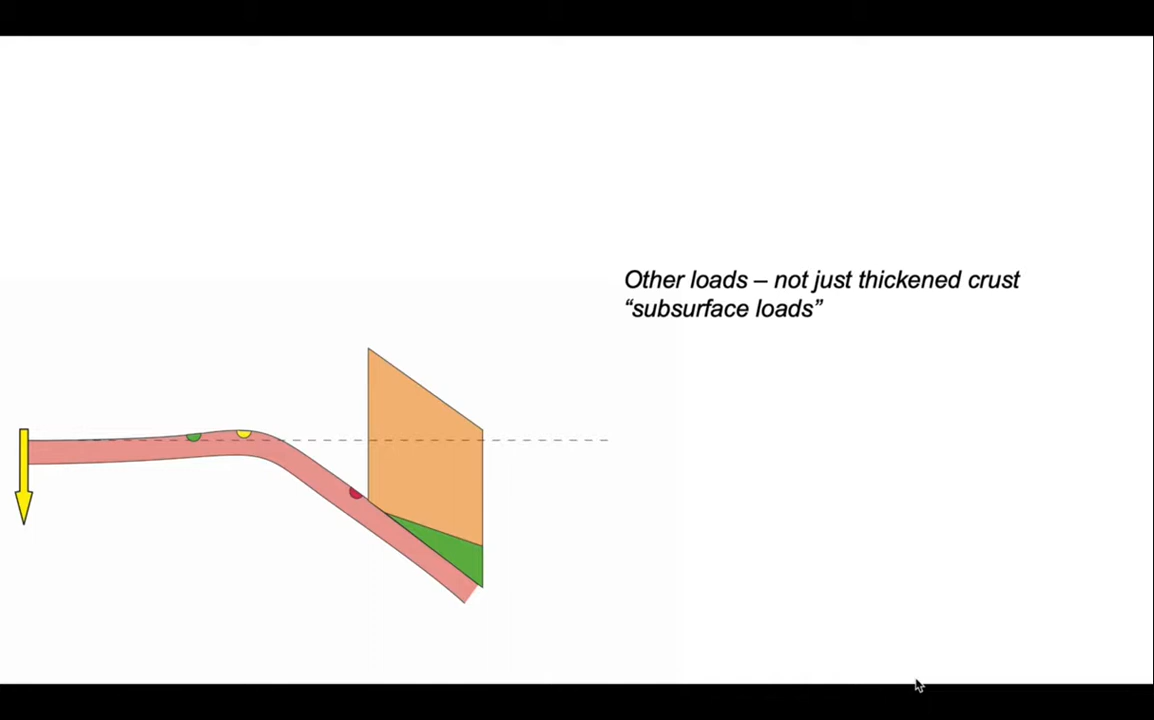 Other loads – not just thickened crust
“subsurface loads”